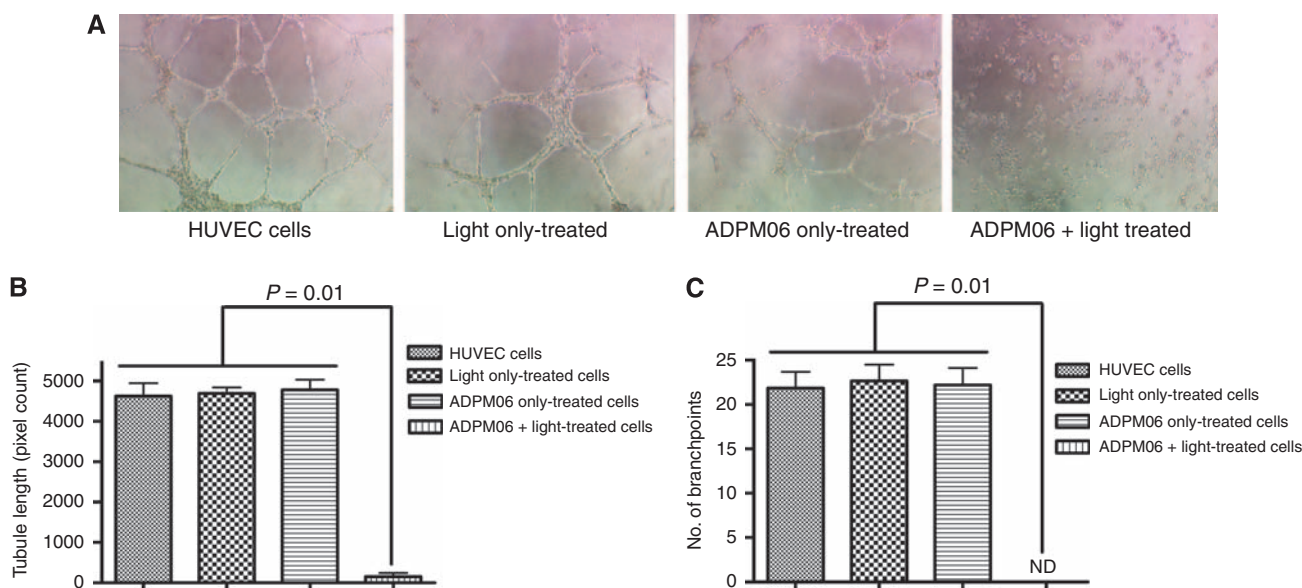 A
HUVEC cells
Light only-treated
ADPM06 only-treated
ADPM06 + light treated
B
P = 0.01
Tubule length (pixel count)
5000
4000
3000
2000
1000
0
HUVEC cells
Light only-treated cells
ADPM06 only-treated cells
ADPM06 + light-treated cells
C
P = 0.01
No. of branchpoints
25
20
15
10
5
0
ND
HUVEC cells
Light only-treated cells
ADPM06 only-treated cells
ADPM06 + light-treated cells